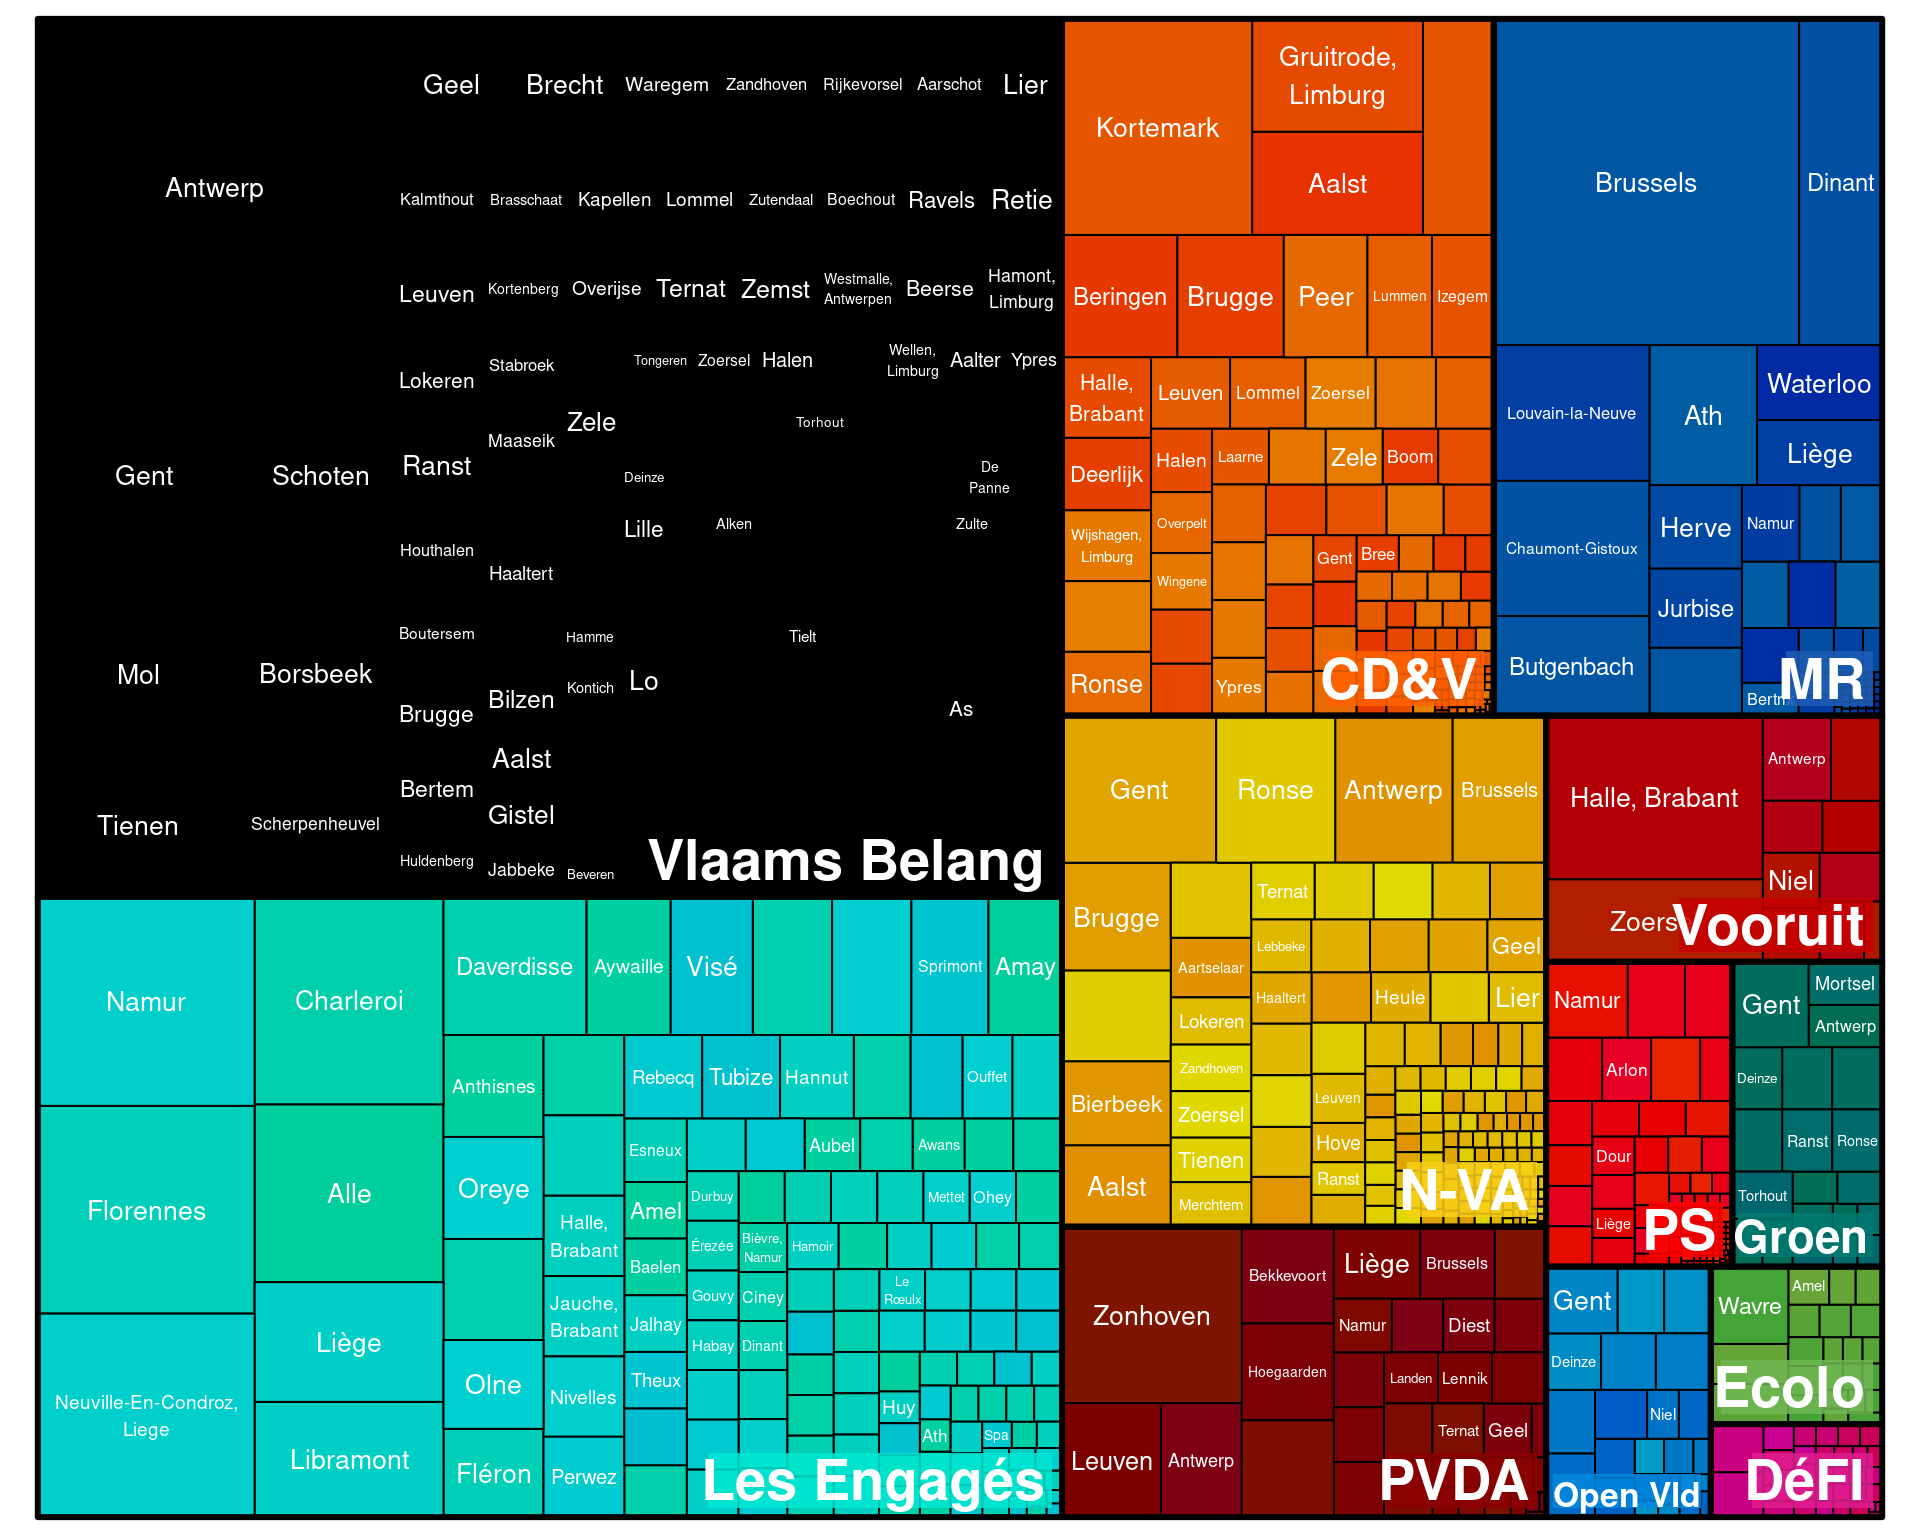 Geel
Brecht
Waregem
Zandhoven
Rijkevorsel
Aarschot
Lier
Antwerp
Kalmthout
Brasschaat
Kapellen
Lommel
Zutendaal
Boechout
Ravels
Retie
Leuven
Kortenberg
Overijse
Ternat
Zemst
Westmalle,
Antwerpen
Beerse
Hamont,
Limburg
Lokeren
Stabroek
Tongeren
Zoersel
Halen
Wellen,
Limburg
Aalter
Ypres
Zele
Torhout
Maaseik
Ranst
Gent
Schoten
Deinze
De
Panne
Lille
Alken
Zulte
Houthalen
Haaltert
Boutersem
Hamme
Tielt
Mol
Borsbeek
Kontich
Lo
Bilzen
Brugge
As
Aalst
Bertem
Gistel
Tienen
Scherpenheuvel
Huldenberg
Jabbeke
Beveren
Vlaams Belang
Kortemark
Gruitrode,
Limburg
Aalst
Beringen
Brugge
Peer
Lummen
Izegem
Halle,
Brabant
Leuven
Lommel
Zoersel
Deerlijk
Halen
Laarne
Zele
Boom
Wijshagen,
Limburg
Overpelt
Gent
Bree
Wingene
Ronse
Ypres
CD&V
Brussels
Dinant
Louvain-la-Neuve
Ath
Waterloo
Liège
Chaumont-Gistoux
Herve
Namur
Jurbise
Butgenbach
Bertri
MR
Namur
Charleroi
Daverdisse
Aywaille
Visé
Sprimont
Amay
Florennes
Alle
Anthisnes
Rebecq
Tubize
Hannut
Ouffet
Oreye
Esneux
Aubel
Awans
Halle,
Brabant
Amel
Durbuy
Mettet
Ohey
Érezée
Bièvre,
Namur
Hamoir
Baelen
Neuville-En-Condroz,
Liege
Liège
Jauche,
Brabant
Gouvy
Ciney
Le
Rœulx
Jalhay
Habay
Dinant
Libramont
Olne
Nivelles
Theux
Huy
Ath
Spa
Fléron
Perwez
Les Engagés
Gent
Ronse
Antwerp
Brussels
Brugge
Ternat
Lebbeke
Geel
Aartselaar
Haaltert
Heule
Lier
Lokeren
Bierbeek
Zandhoven
Zoersel
Leuven
Hove
Aalst
Tienen
Ranst
Merchtem
N-VA
Zonhoven
Bekkevoort
Liège
Brussels
Namur
Diest
Hoegaarden
Landen
Lennik
Leuven
Antwerp
Ternat
Geel
PVDA
Halle, Brabant
Antwerp
Niel
Zoers
Vooruit
Namur
Arlon
Dour
Liège
PS
Gent
Mortsel
Antwerp
Deinze
Ranst
Ronse
Torhout
Groen
Gent
Deinze
Niel
Open Vld
Wavre
Amel
Ecolo
DéFI